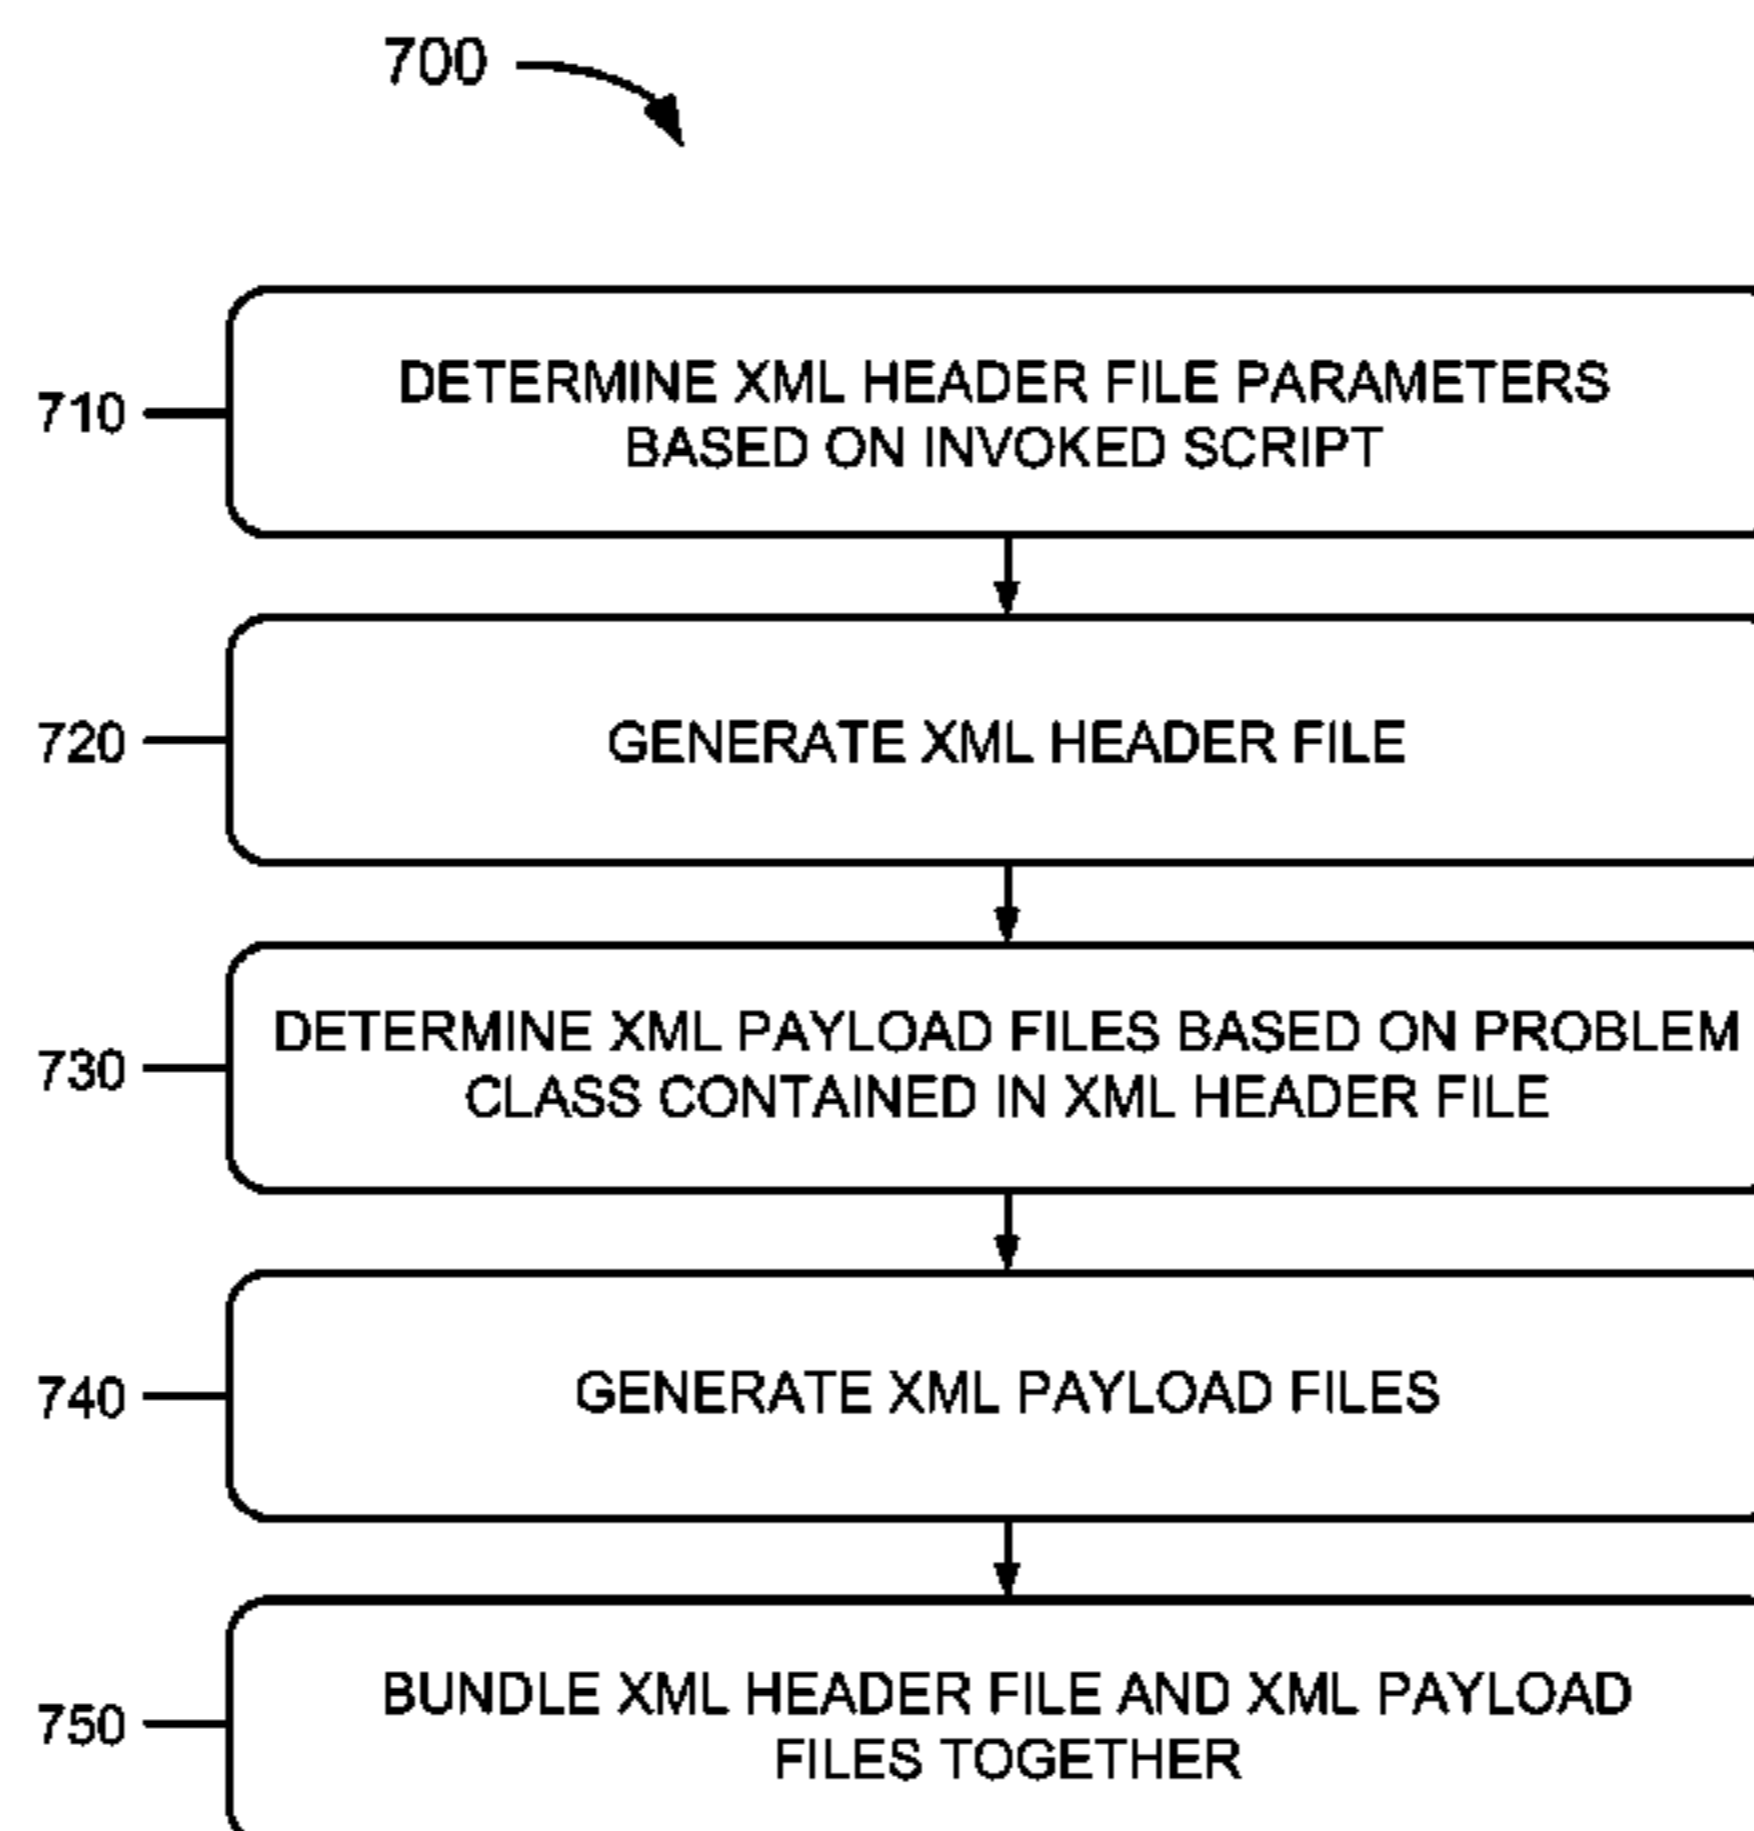 700
710
DETERMINE XML HEADER FILE PARAMETERS
BASED ON INVOKED SCRIPT
720
GENERATE XML HEADER FILE
730
DETERMINE XML PAYLOAD FILES BASED ON PROBLEM
CLASS CONTAINED IN XML HEADER FILE
740
GENERATE XML PAYLOAD FILES
750
BUNDLE XML HEADER FILE AND XML PAYLOAD
FILES TOGETHER